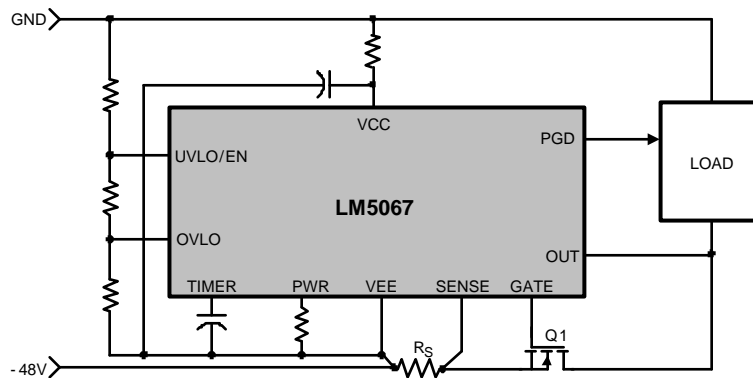 GND
VCC
PGD
UVLO/EN
LOAD
LM5067
OVLO
OUT
TIMER PWR VEE SENSE GATE
RS Q1
-48V